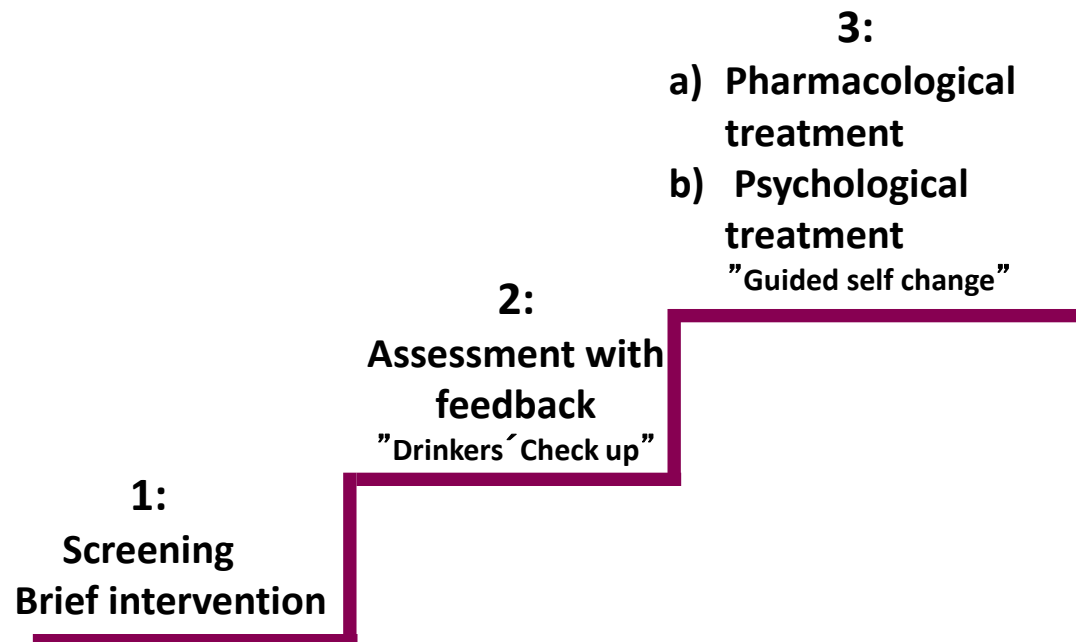 1:
Screening
Brief intervention
2:
Assessment with
feedback
”Drinkers´ Check up”
3:
a) Pharmacological
treatment
b) Psychological
treatment
”Guided self change”